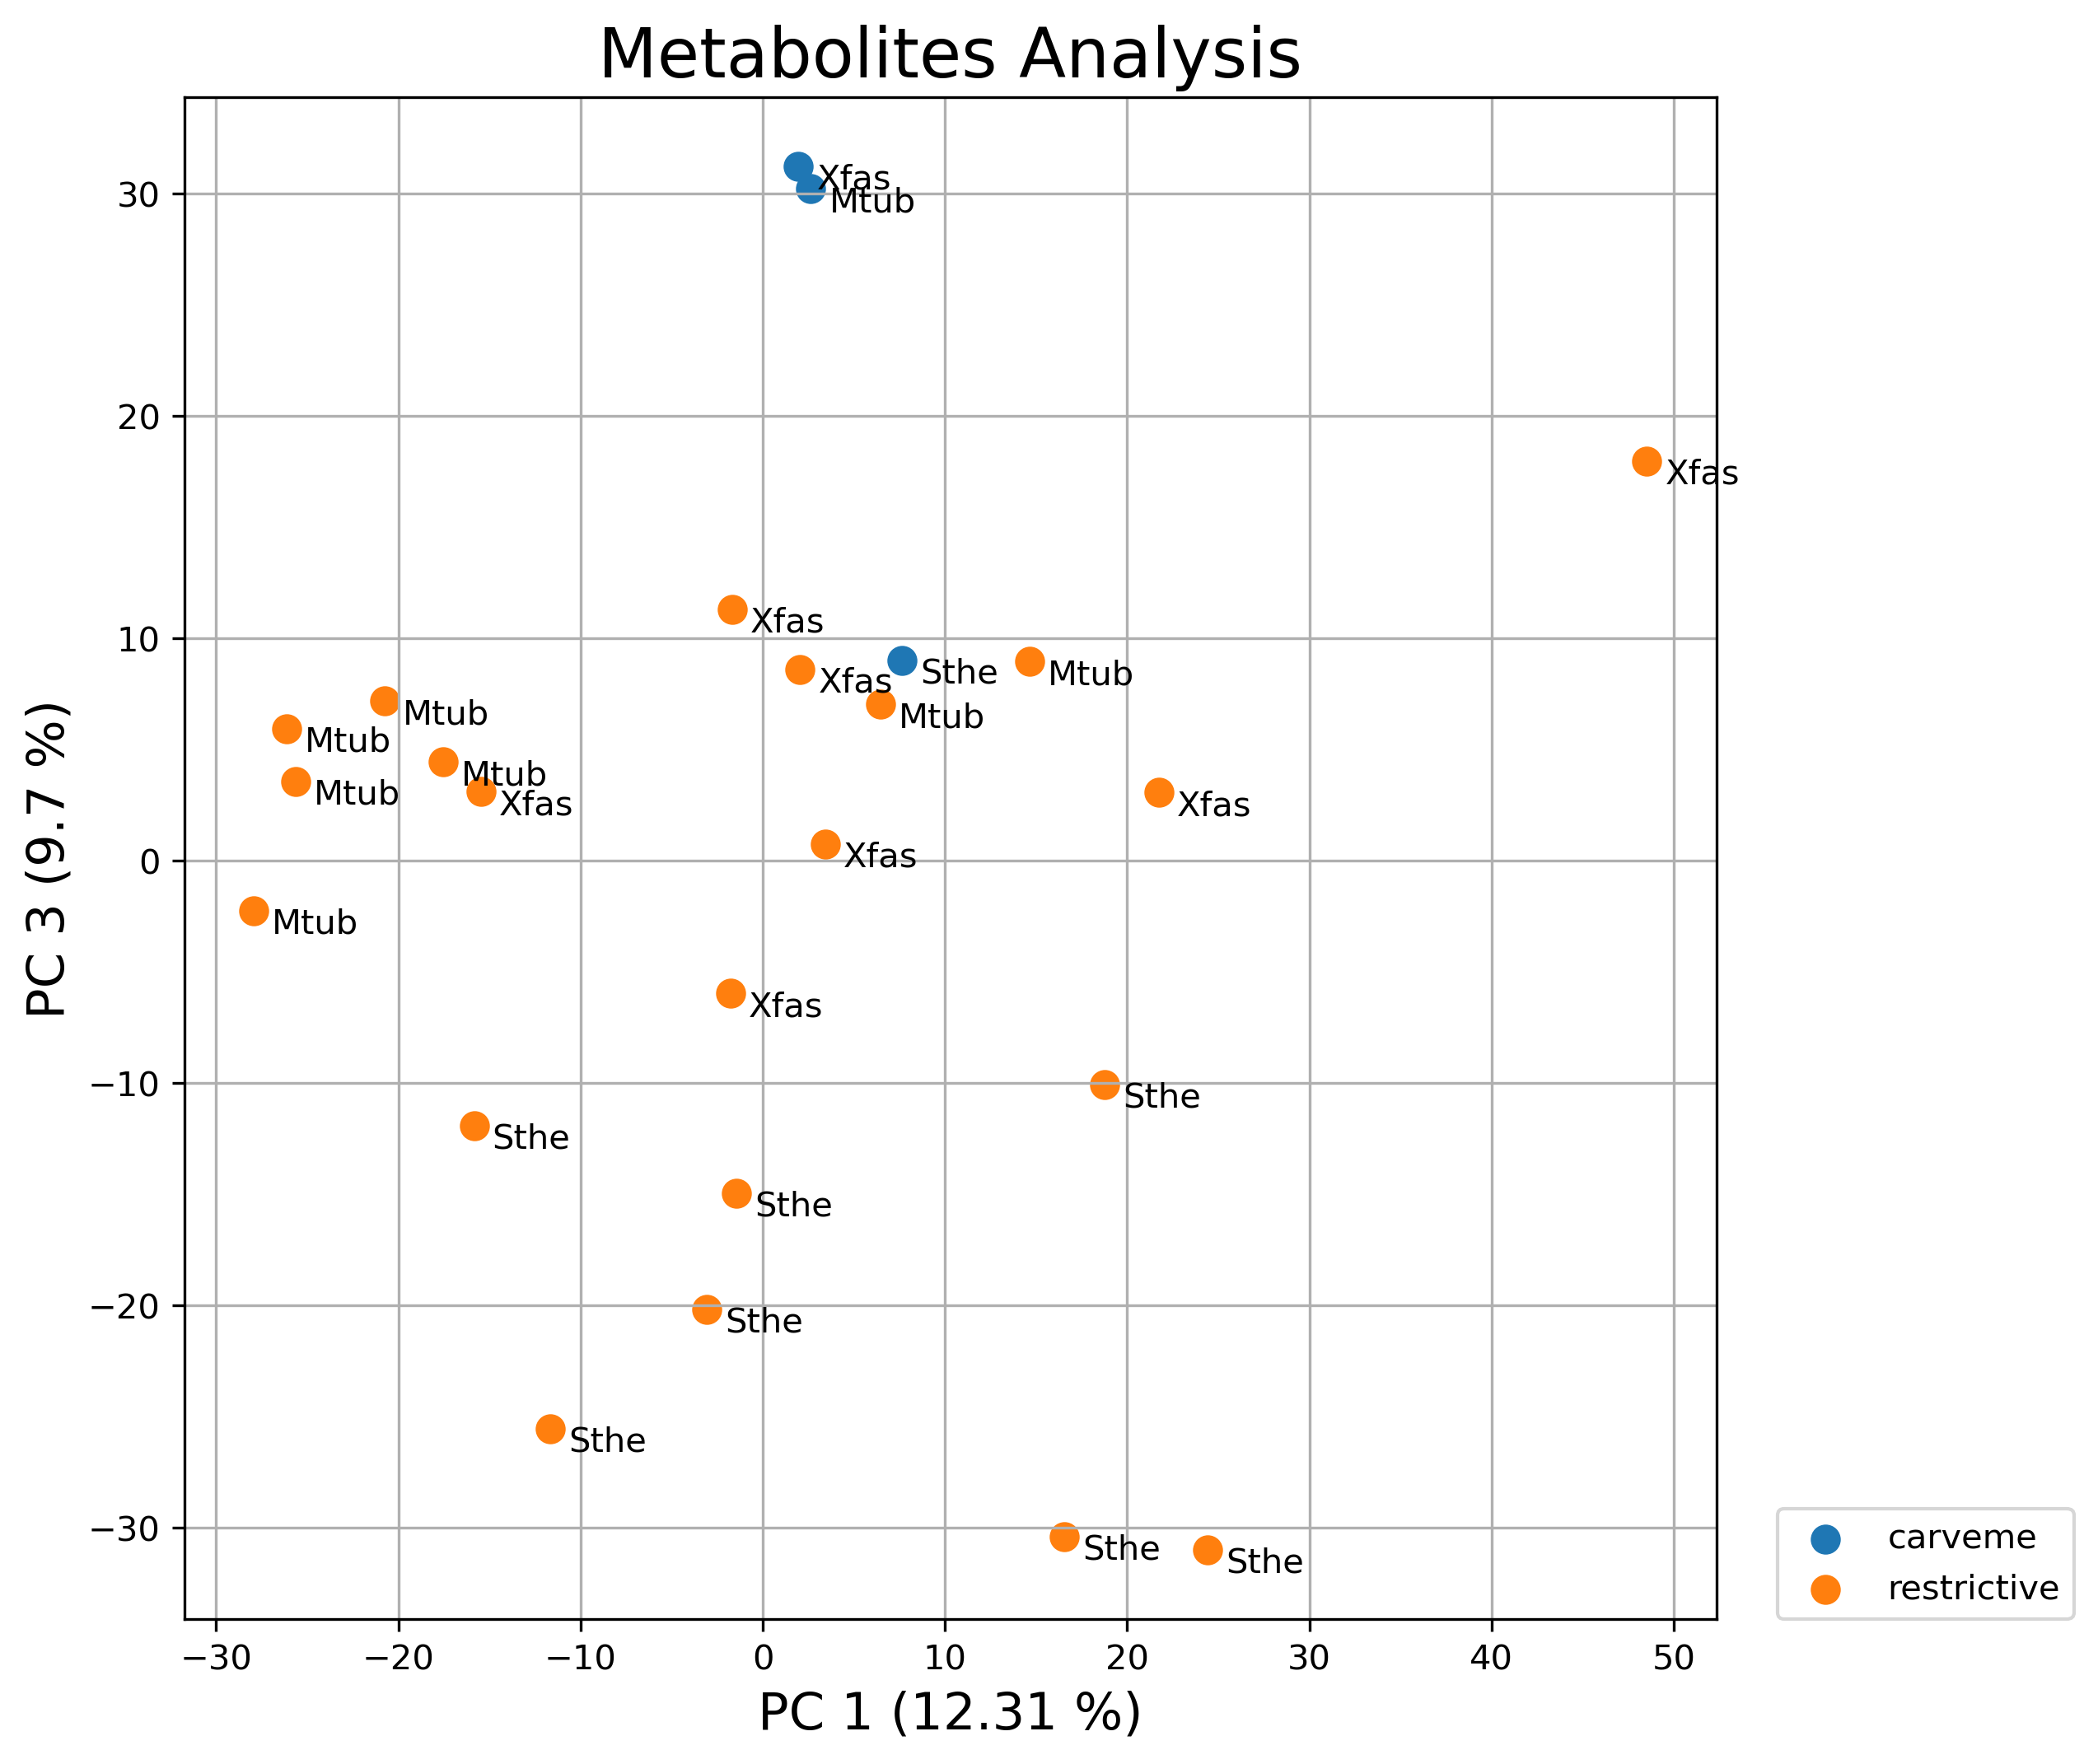 Metabolites Analysis
30
20
10
0
−10
−20
−30
PC 3 (9.7 %)
Xfas
Mtub
Xfas
Xfas
Sthe
Mtub
Xfas
Mtub
Mtub
Mtub
Mtub
Mtub
Xfas
Xfas
Xfas
Mtub
Xfas
Sthe
Sthe
Sthe
Sthe
Sthe
Sthe
Sthe
−30
−20
−10
0
10
20
30
40
50
PC 1 (12.31 %)
carveme
restrictive